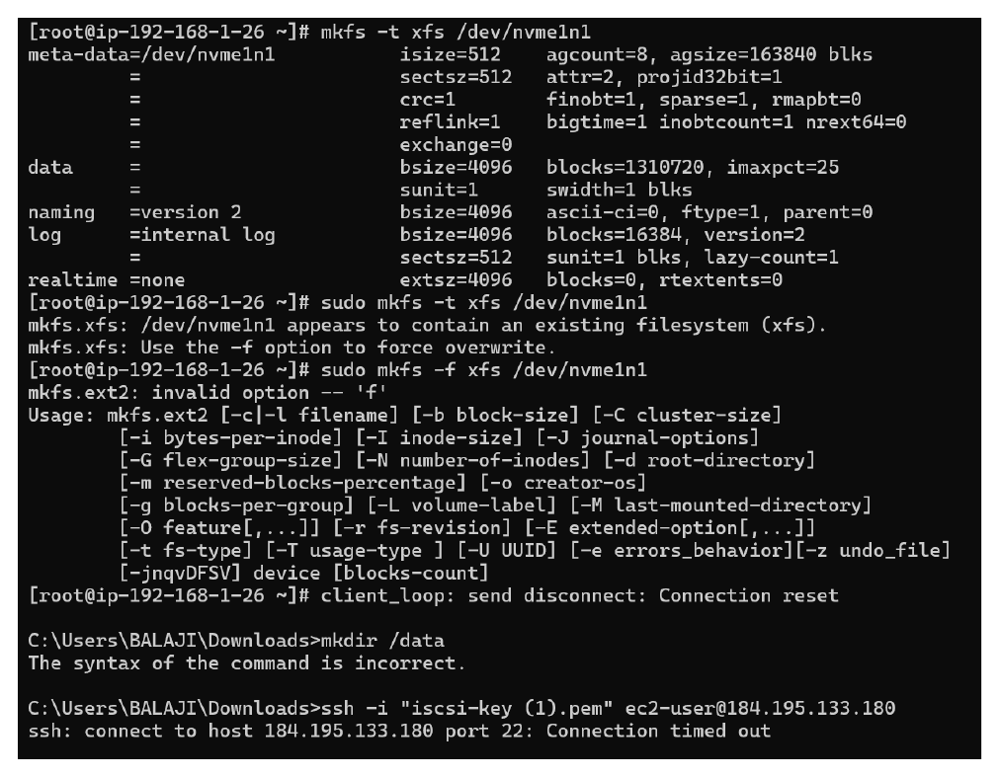 [root@ip-192-168-1-26 ~]# mkfs -t xfs /dev/nvme1n1
meta-data=/dev/nvme1n1           isize=512    agcount=8, agsize=163840 blks
         =                       sectsz=512   attr=2, projid32bit=1
         =                       crc=1        finobt=1, sparse=1, rmapbt=0
         =                       reflink=1    bigtime=1 inobtcount=1 nrext64=0
         =                       exchange=0
data     =                       bsize=4096   blocks=1310720, imaxpct=25
         =                       sunit=1      swidth=1 blks
naming   =version 2              bsize=4096   ascii-ci=0, ftype=1, parent=0
log      =internal log           bsize=4096   blocks=16384, version=2
         =                       sectsz=512   sunit=1 blks, lazy-count=1
realtime =none                   extsz=4096   blocks=0, rtextents=0
[root@ip-192-168-1-26 ~]# sudo mkfs -t xfs /dev/nvme1n1
mkfs.xfs: /dev/nvme1n1 appears to contain an existing filesystem (xfs).
mkfs.xfs: Use the -f option to force overwrite.
[root@ip-192-168-1-26 ~]# sudo mkfs -f xfs /dev/nvme1n1
mkfs.ext2: invalid option -- 'f'
Usage: mkfs.ext2 [-c|-l filename] [-b block-size] [-C cluster-size]
        [-i bytes-per-inode] [-I inode-size] [-J journal-options]
        [-G flex-group-size] [-N number-of-inodes] [-d root-directory]
        [-m reserved-blocks-percentage] [-o creator-os]
        [-g blocks-per-group] [-L volume-label] [-M last-mounted-directory]
        [-O feature[,...]] [-r fs-revision] [-E extended-option[,...]]
        [-t fs-type] [-T usage-type ] [-U UUID] [-e errors_behavior][-z undo_file]
        [-jnqvDFSV] device [blocks-count]
[root@ip-192-168-1-26 ~]# client_loop: send disconnect: Connection reset
C:\Users\BALAJI\Downloads>mkdir /data
The syntax of the command is incorrect.
C:\Users\BALAJI\Downloads>ssh -i "iscsi-key (1).pem" ec2-user@184.195.133.180
ssh: connect to host 184.195.133.180 port 22: Connection timed out